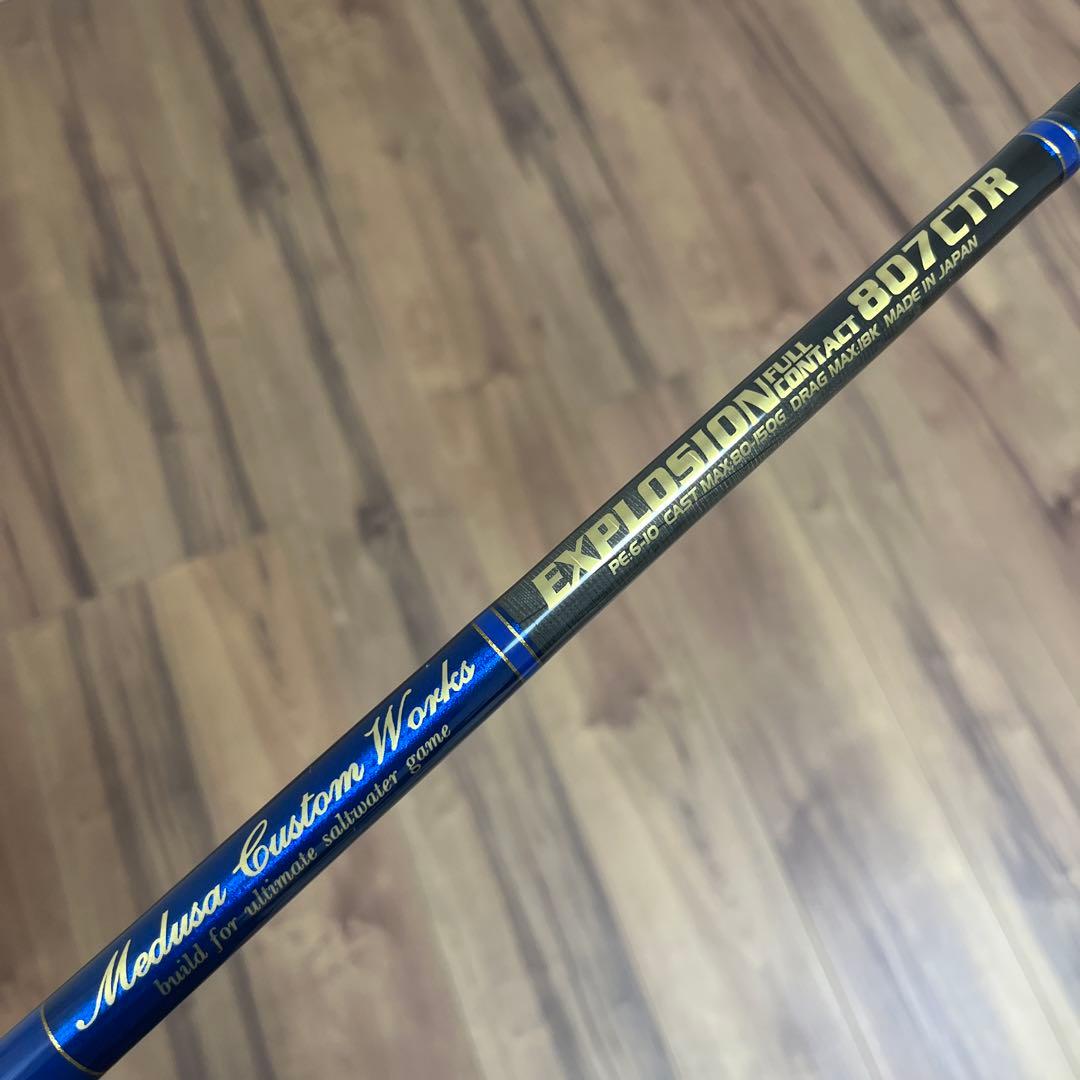 Medusa Custom Works
build for ultimate saltwater game
EXPLOSION FULL CONTACT 807CTR
PE:6-10 CAST MAX:80-150G DRAG MAX:18K MADE IN JAPAN